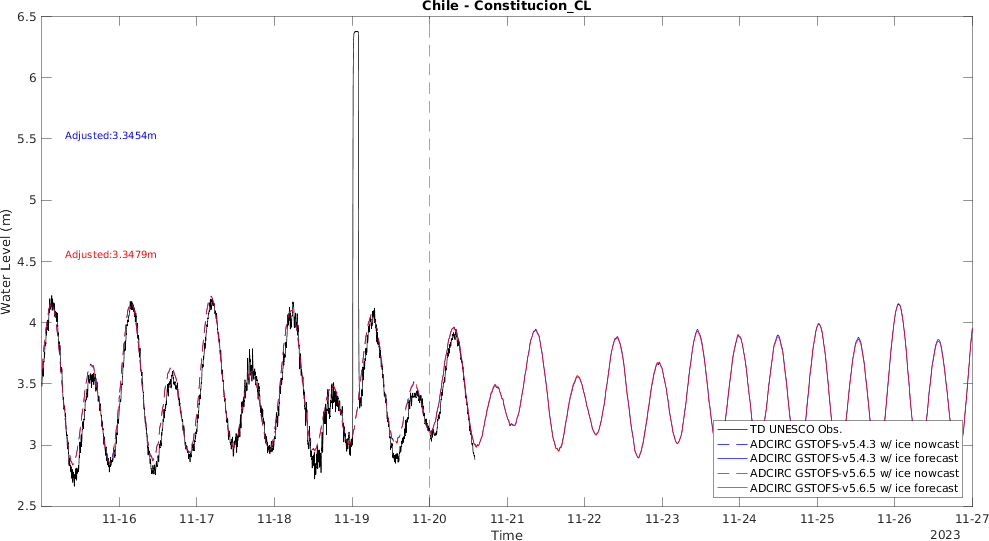 Chile - Constitucion_CL
6.5
6
5.5
5
4.5
4
3.5
3
2.5
Water Level (m)
Adjusted:3.3454m
Adjusted:3.3479m
TD UNESCO Obs.
ADCIRC GSTOFS-v5.4.3 w/ ice nowcast
ADCIRC GSTOFS-v5.4.3 w/ ice forecast
ADCIRC GSTOFS-v5.6.5 w/ ice nowcast
ADCIRC GSTOFS-v5.6.5 w/ ice forecast
11-16 11-17 11-18 11-19 11-20 11-21 11-22 11-23 11-24 11-25 11-26 11-27
Time
2023